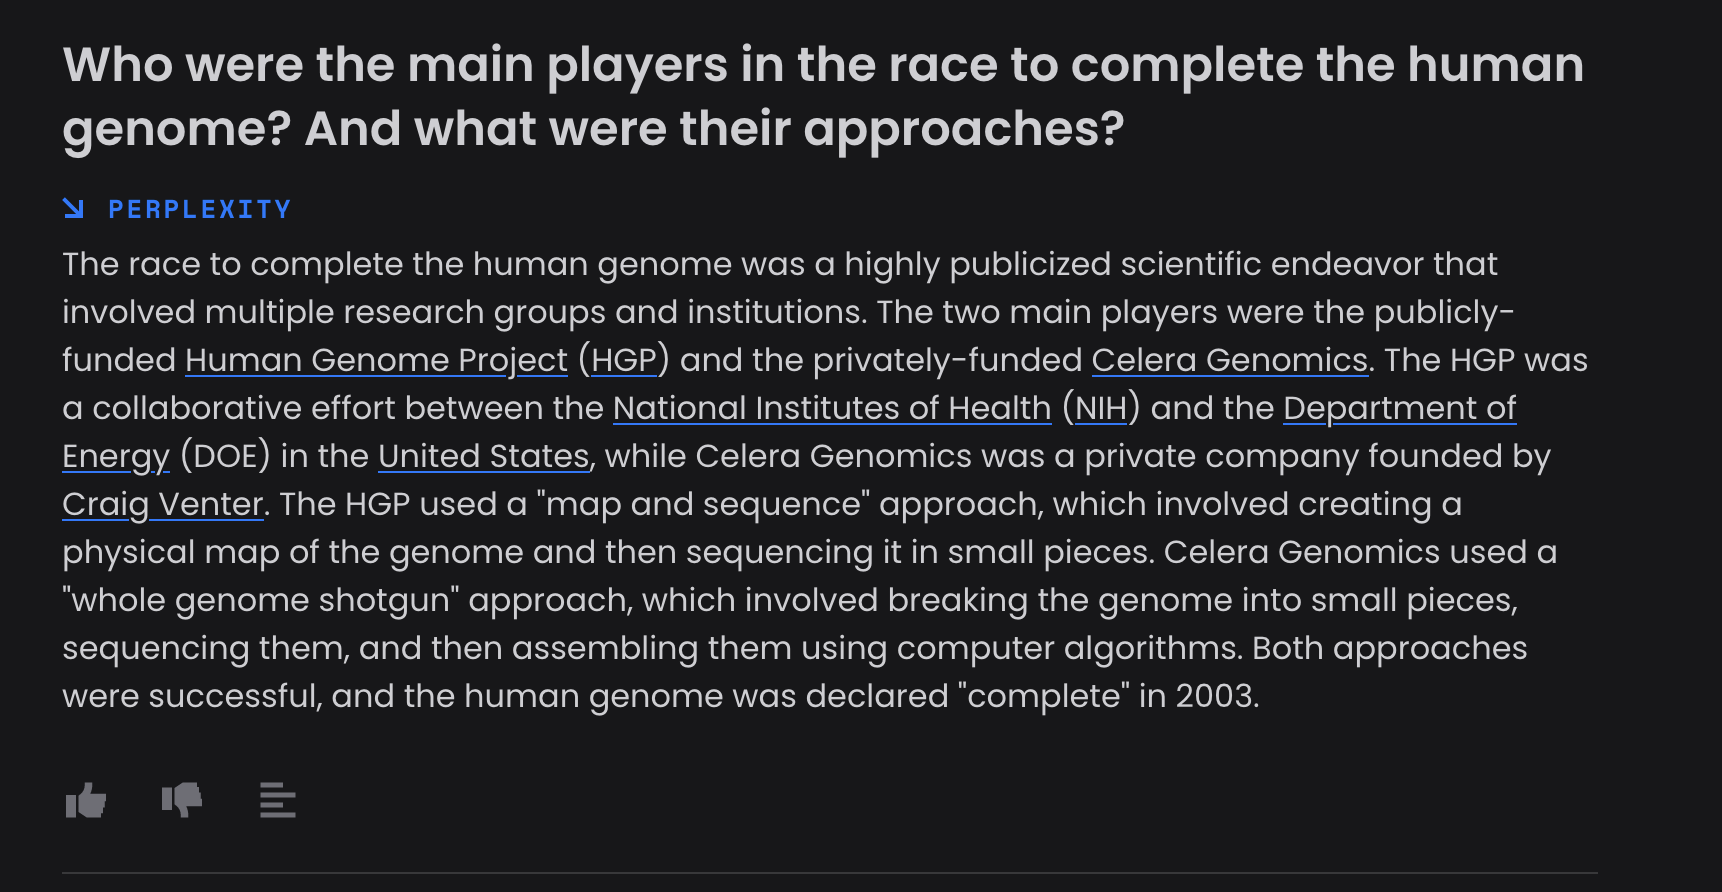 Who were the main players in the race to complete the human
genome? And what were their approaches?
PERPLEXITY
The race to complete the human genome was a highly publicized scientific endeavor that
involved multiple research groups and institutions. The two main players were the publicly-
funded Human Genome Project (HGP) and the privately-funded Celera Genomics. The HGP was
a collaborative effort between the National Institutes of Health (NIH) and the Department of
Energy (DOE) in the United States, while Celera Genomics was a private company founded by
Craig Venter. The HGP used a "map and sequence" approach, which involved creating a
physical map of the genome and then sequencing it in small pieces. Celera Genomics used a
"whole genome shotgun" approach, which involved breaking the genome into small pieces,
sequencing them, and then assembling them using computer algorithms. Both approaches
were successful, and the human genome was declared "complete" in 2003.